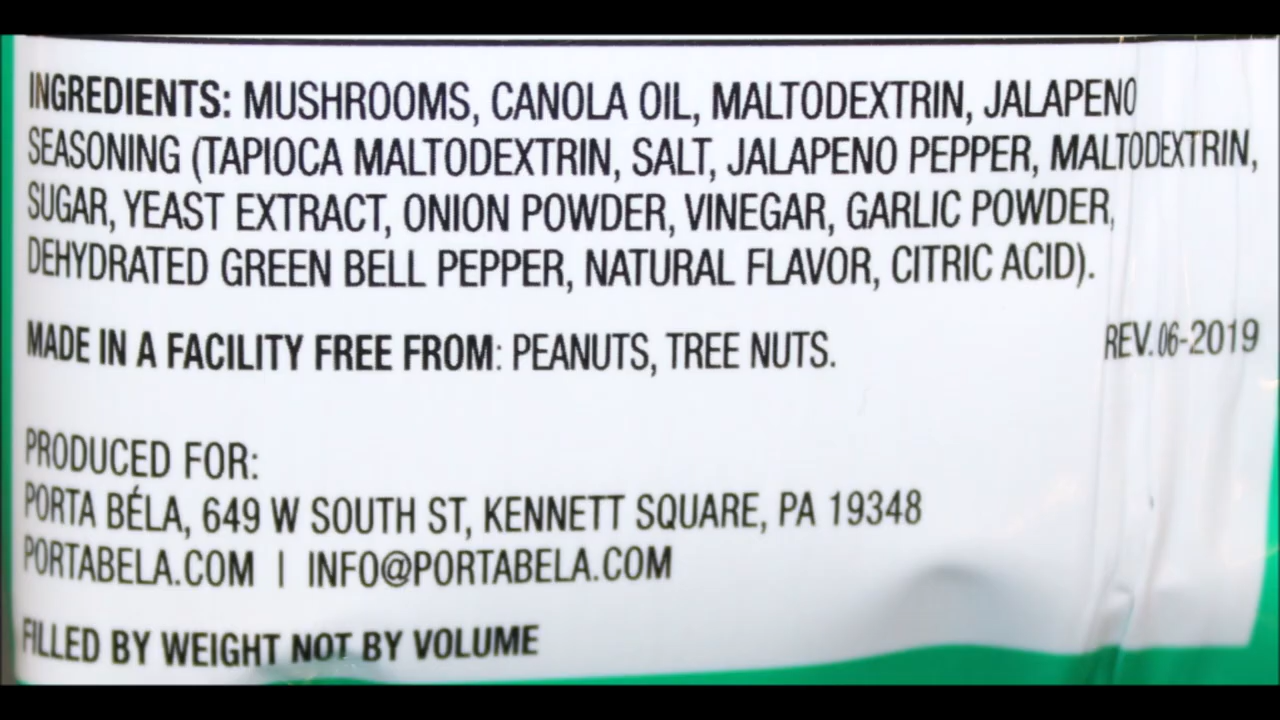 INGREDIENTS: MUSHROOMS, CANOLA OIL, MALTODEXTRIN, JALAPENO
SEASONING (TAPIOCA MALTODEXTRIN, SALT, JALAPENO PEPPER, MALTODEXTRIN,
SUGAR, YEAST EXTRACT, ONION POWDER, VINEGAR, GARLIC POWDER,
DEHYDRATED GREEN BELL PEPPER, NATURAL FLAVOR, CITRIC ACID).
MADE IN A FACILITY FREE FROM: PEANUTS, TREE NUTS.
REV.06-2019
PRODUCED FOR:
PORTA BÉLA, 649 W SOUTH ST, KENNETT SQUARE, PA 19348
PORTABELA.COM | INFO@PORTABELA.COM
FILLED BY WEIGHT NOT BY VOLUME